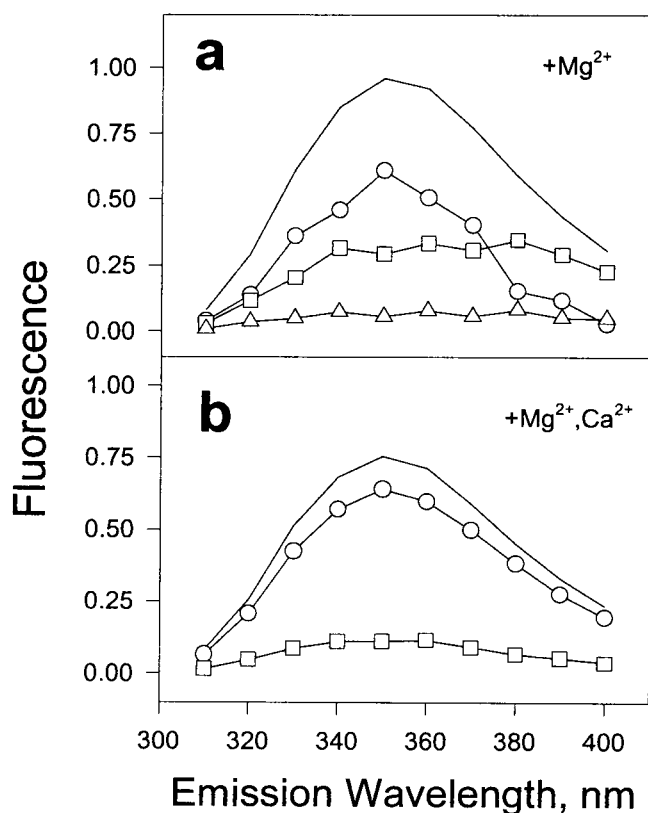 a
+Mg²⁺
1.00
0.75
0.50
0.25
0.00
b
+Mg²⁺,Ca²⁺
1.00
0.75
0.50
0.25
0.00
Fluorescence
300 320 340 360 380 400
Emission Wavelength, nm